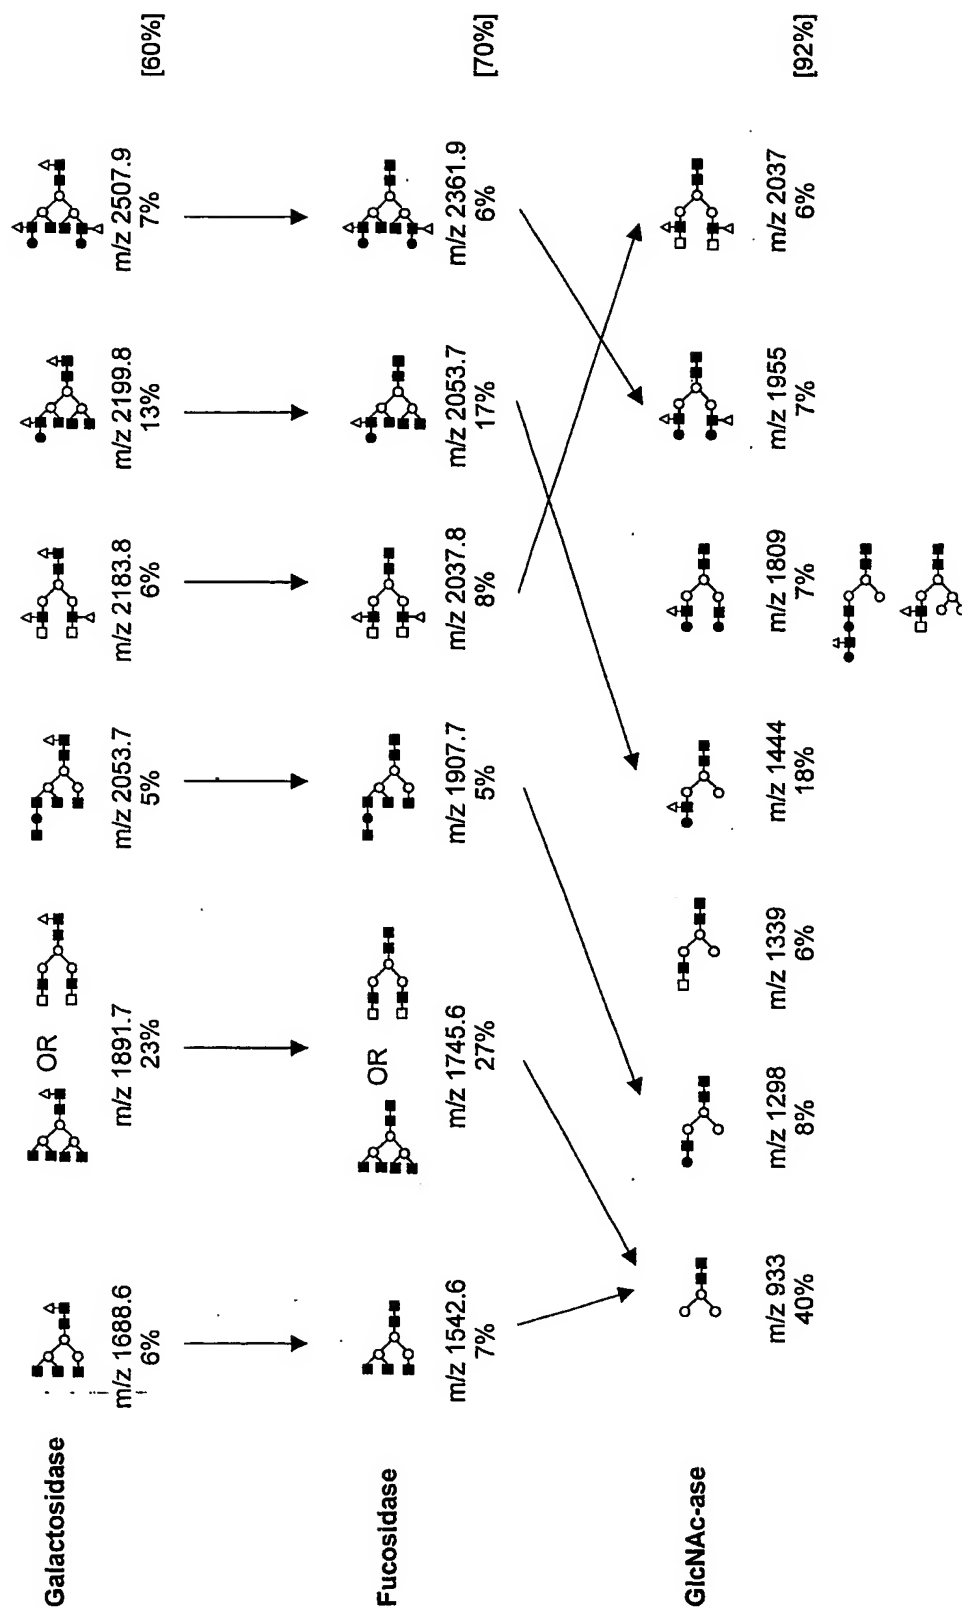 Galactosidase
m/z 1688.6
6%
OR
m/z 1891.7
23%
m/z 2053.7
5%
m/z 2183.8
6%
m/z 2199.8
13%
m/z 2507.9
7%
[60%]
Fucosidase
m/z 1542.6
7%
OR
m/z 1745.6
27%
m/z 1907.7
5%
m/z 2037.8
8%
m/z 2053.7
17%
m/z 2361.9
6%
[70%]
GlcNAc-ase
m/z 933
40%
m/z 1298
8%
m/z 1339
6%
m/z 1444
18%
m/z 1809
7%
m/z 1955
7%
m/z 2037
6%
[92%]